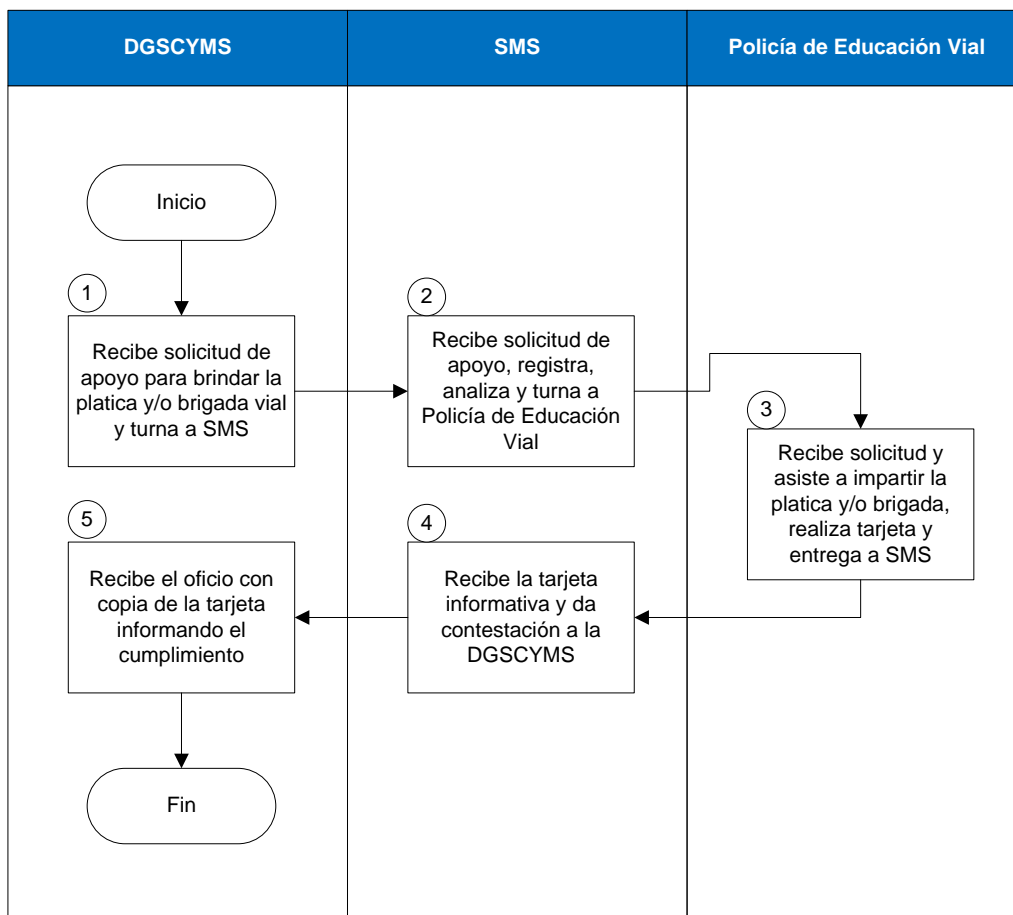 DGSCYMS
SMS
Policía de Educación Vial
Inicio
1
Recibe solicitud de
apoyo para brindar la
platica y/o brigada vial
y turna a SMS
2
Recibe solicitud de
apoyo, registra,
analiza y turna a
Policía de Educación
Vial
3
Recibe solicitud y
asiste a impartir la
platica y/o brigada,
realiza tarjeta y
entrega a SMS
4
Recibe la tarjeta
informativa y da
contestación a la
DGSCYMS
5
Recibe el oficio con
copia de la tarjeta
informando el
cumplimiento
Fin